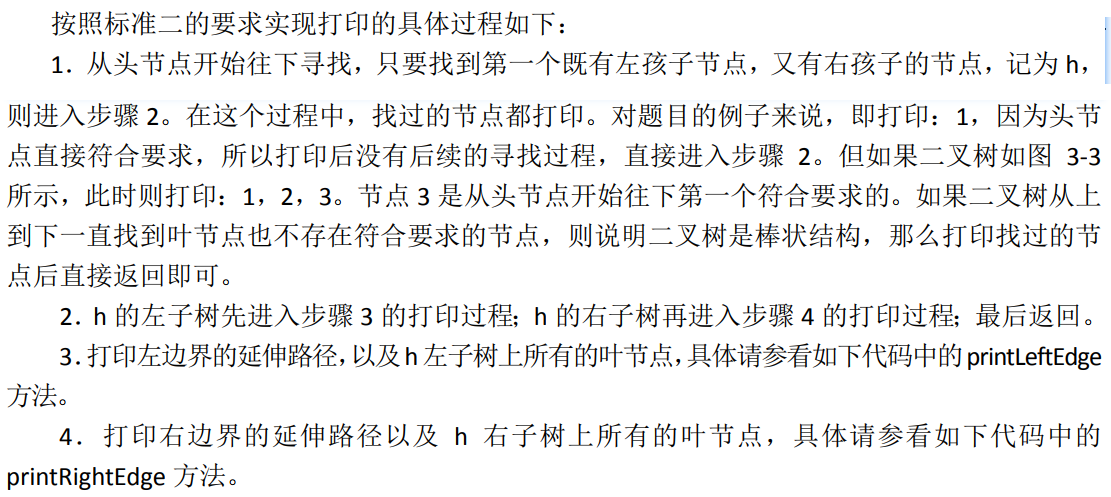 按照标准二的要求实现打印的具体过程如下：
1．从头节点开始往下寻找，只要找到第一个既有左孩子节点，又有右孩子的节点，记为 h，
则进入步骤 2。在这个过程中，找过的节点都打印。对题目的例子来说，即打印：1，因为头节
点直接符合要求，所以打印后没有后续的寻找过程，直接进入步骤 2。但如果二叉树如图 3-3
所示，此时则打印：1，2，3。节点 3 是从头节点开始往下第一个符合要求的。如果二叉树从上
到下一直找到叶节点也不存在符合要求的节点，则说明二叉树是棒状结构，那么打印找过的节
点后直接返回即可。
2．h 的左子树先进入步骤 3 的打印过程；h 的右子树再进入步骤 4 的打印过程；最后返回。
3．打印左边界的延伸路径，以及 h 左子树上所有的叶节点，具体请参看如下代码中的 printLeftEdge
方法。
4．打印右边界的延伸路径以及 h 右子树上所有的叶节点，具体请参看如下代码中的
printRightEdge 方法。